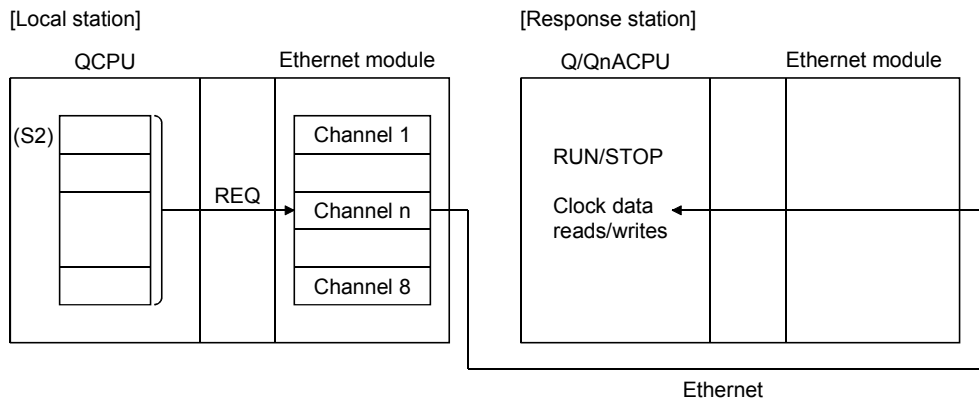 [Local station]
[Response station]
QCPU
Ethernet module
Q/QnACPU
Ethernet module
(S2)
Channel 1
RUN/STOP
REQ
Channel n
Clock data
reads/writes
Channel 8
Ethernet